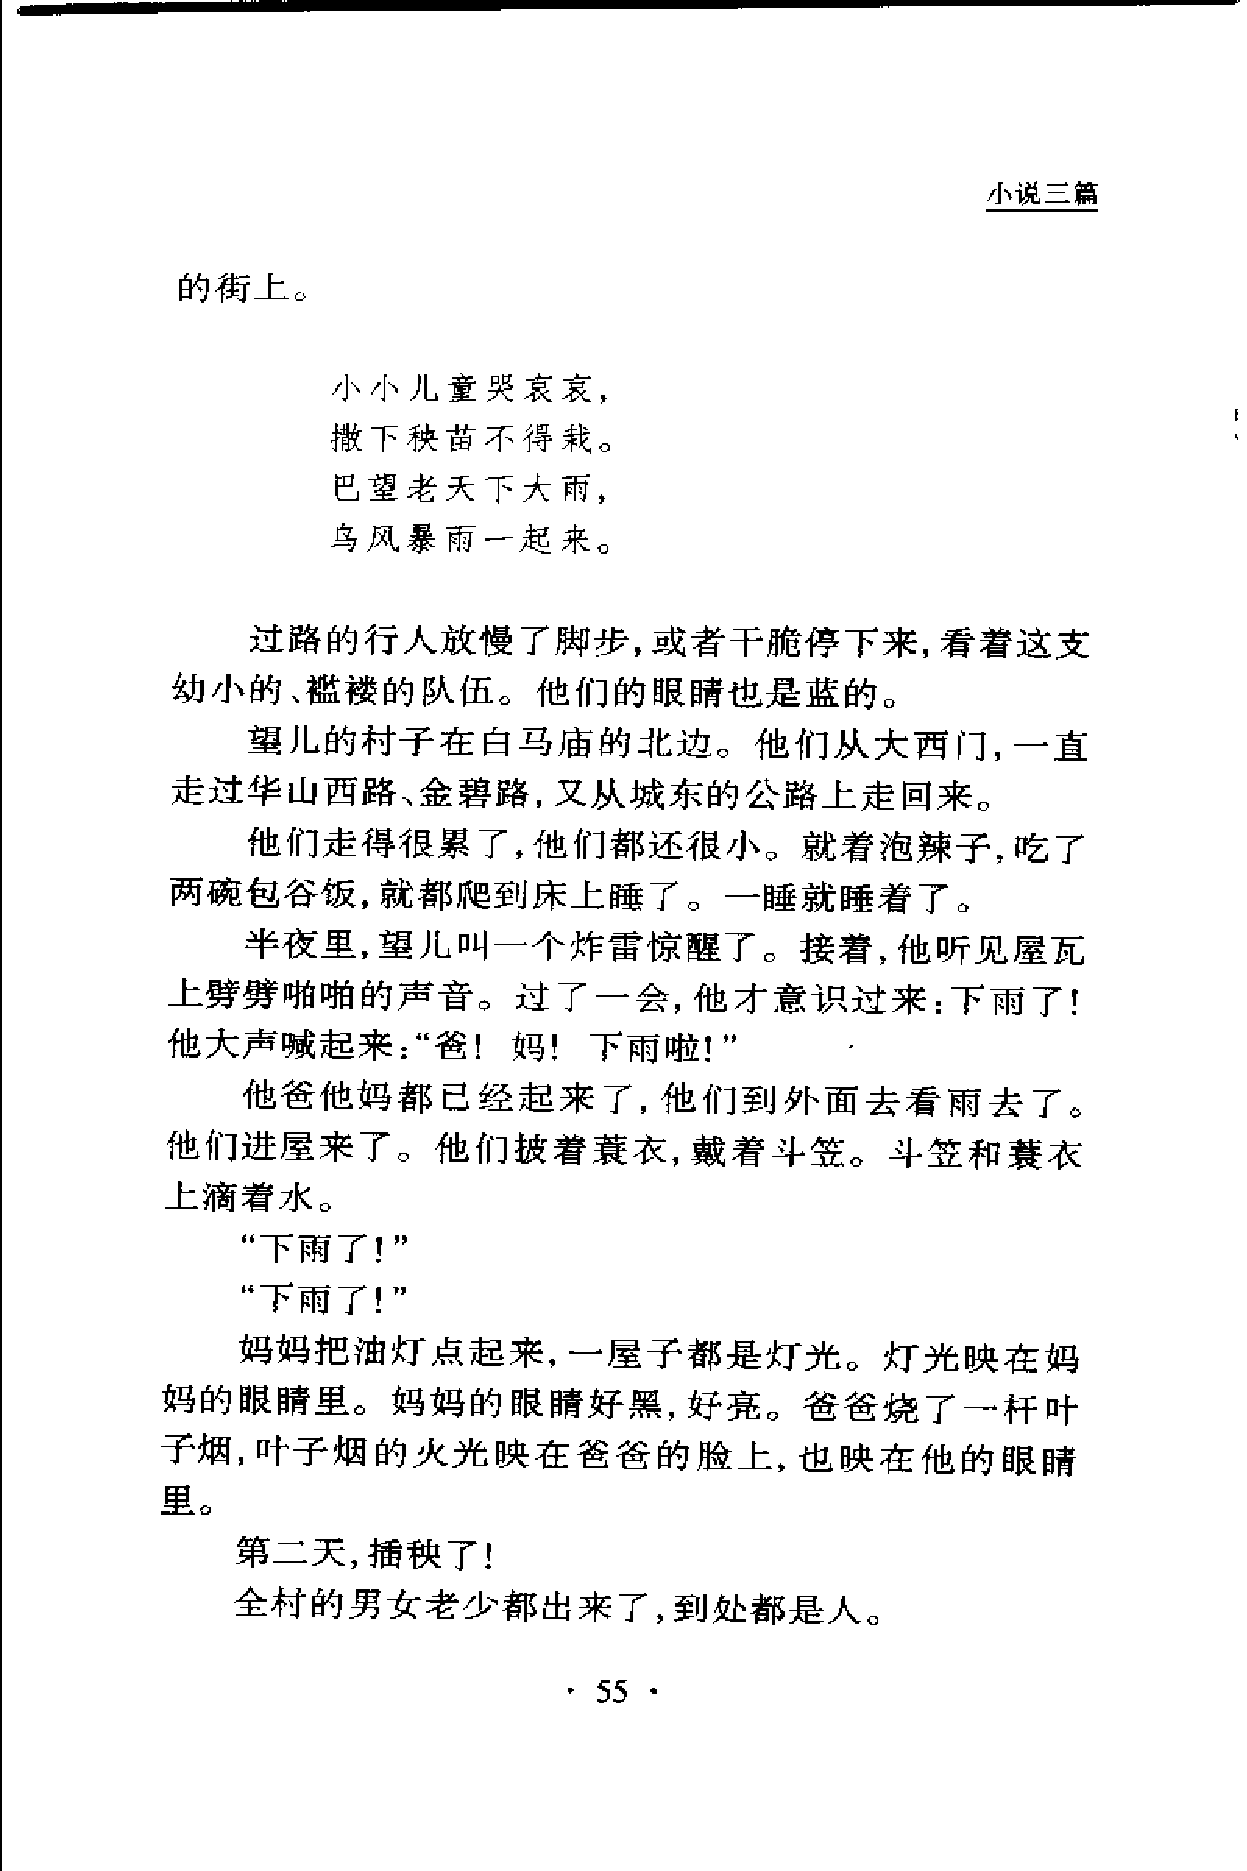 小说三篇
的街上。
小小儿童哭哀哀，
撒下秧苗不得栽。
巴望老天下大雨，
乌风暴雨一起来。
过路的行人放慢了脚步，或者干脆停下来，看着这支
幼小的、褴褛的队伍。他们的眼睛也是蓝的。
望儿的村子在白马庙的北边。他们从大西门，一直
走过华山西路、金碧路，又从城东的公路上走回来。
他们走得很累了，他们都还很小。就着泡辣子，吃了
两碗包谷饭，就都爬到床上睡了。一睡就睡着了。
半夜里，望儿叫一个炸雷惊醒了。接着，他听见屋瓦
上劈劈啪啪的声音。过了一会，他才意识过来：下雨了！
他大声喊起来：“爸！妈！下雨啦！”
他爸他妈都已经起来了，他们到外面去看雨去了。
他们进屋来了。他们披着蓑衣，戴着斗笠。斗笠和蓑衣
上滴着水。
“下雨了！”
“下雨了！”
妈妈把油灯点起来，一屋子都是灯光。灯光映在妈
妈的眼睛里。妈妈的眼睛好黑，好亮。爸爸烧了一杆叶
子烟，叶子烟的火光映在爸爸的脸上，也映在他的眼睛
里。
第二天，插秧了！
全村的男女老少都出来了，到处都是人。
· 55 ·